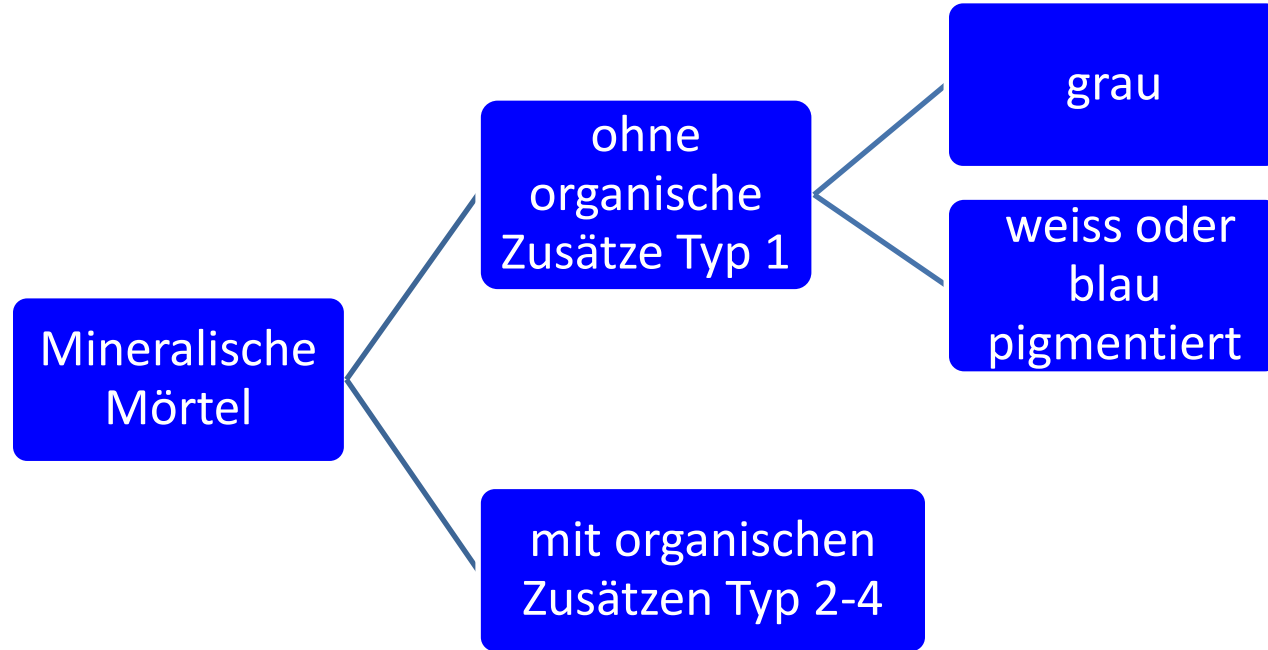 Mineralische
Mörtel
ohne
organische
Zusätze Typ 1
grau
weiss oder
blau
pigmentiert
mit organischen
Zusätzen Typ 2-4